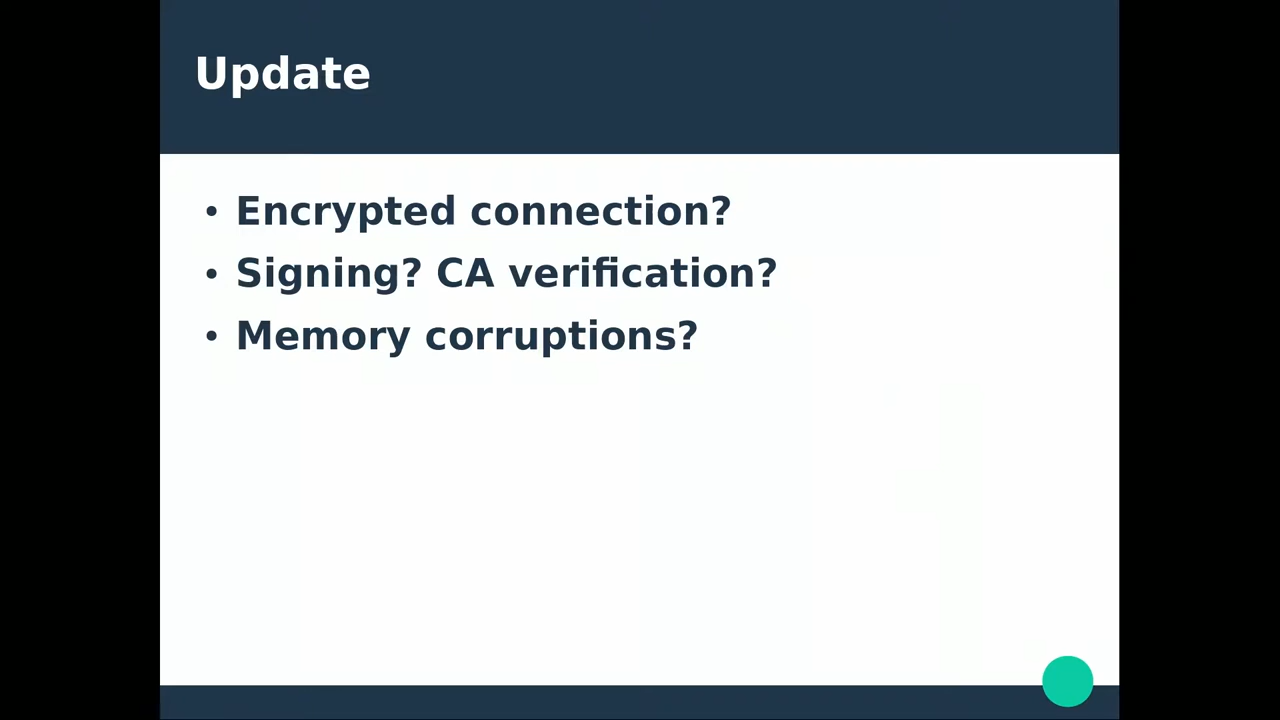 Update
• Encrypted connection?
• Signing? CA verification?
• Memory corruptions?